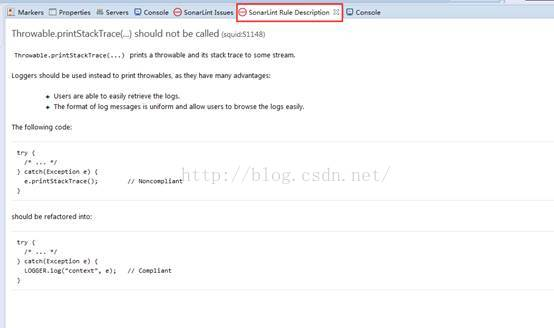 Markers Properties Servers Console SonarLint Issues SonarLint Rule Description Console
Throwable.printStackTrace(...) should not be called (squid:S1148)
Throwable.printStackTrace(...) prints a throwable and its stack trace to some stream.
Loggers should be used instead to print throwables, as they have many advantages:
Users are able to easily retrieve the logs.
The format of log messages is uniform and allow users to browse the logs easily.
The following code:
try {
/* ... */
} catch(Exception e) {
e.printStackTrace(); // Noncompliant
}
http://blog.csdn.net/
should be refactored into:
try {
/* ... */
} catch(Exception e) {
LOGGER.log("context", e); // Compliant
}